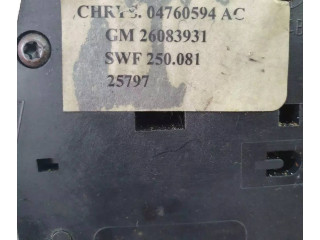 CHRYS. 04760594 AC
GM 26083931
SWF 250.081
25797